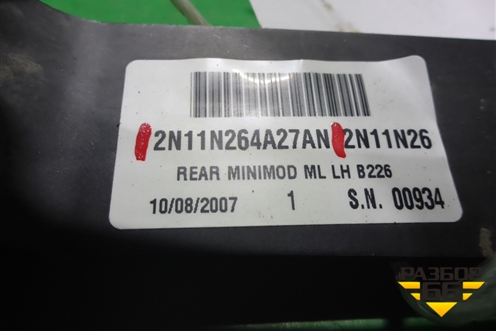 2N11N264A27AN 2N11N26
REAR MINIMOD ML LH B226
10/08/2007 1 S.N. 00934
РАЗБОР
66